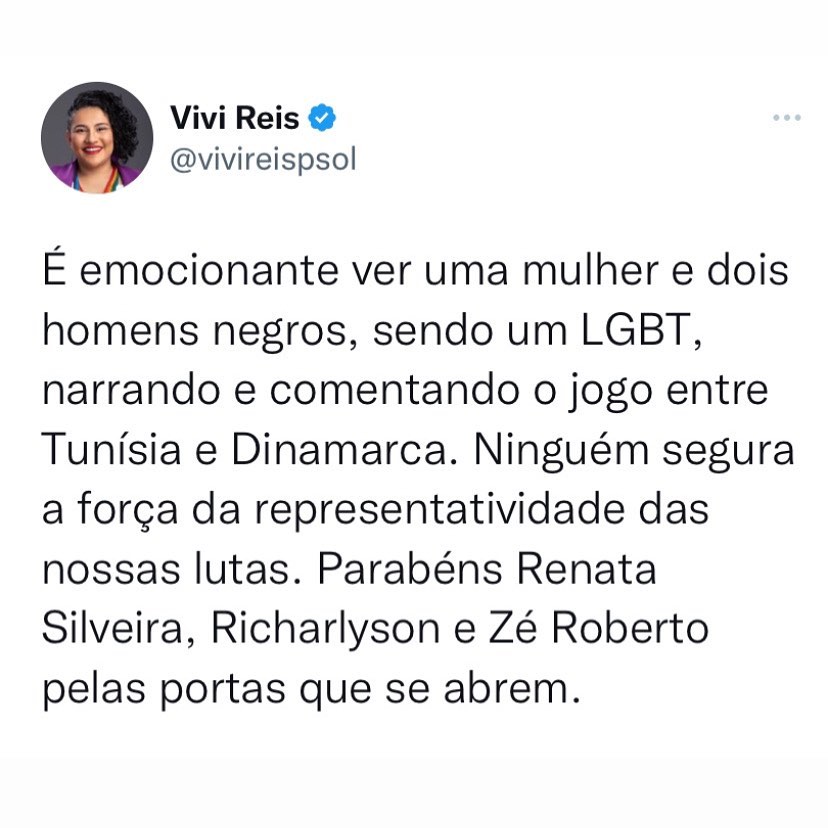 Vivi Reis
@vivireispsol
É emocionante ver uma mulher e dois
homens negros, sendo um LGBT,
narrando e comentando o jogo entre
Tunísia e Dinamarca. Ninguém segura
a força da representatividade das
nossas lutas. Parabéns Renata
Silveira, Richarlyson e Zé Roberto
pelas portas que se abrem.